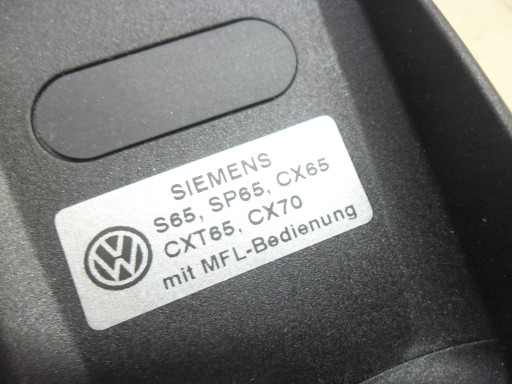 SIEMENS
S65, SP65, CX65
CXT65, CX70
mit MFL-Bedienung